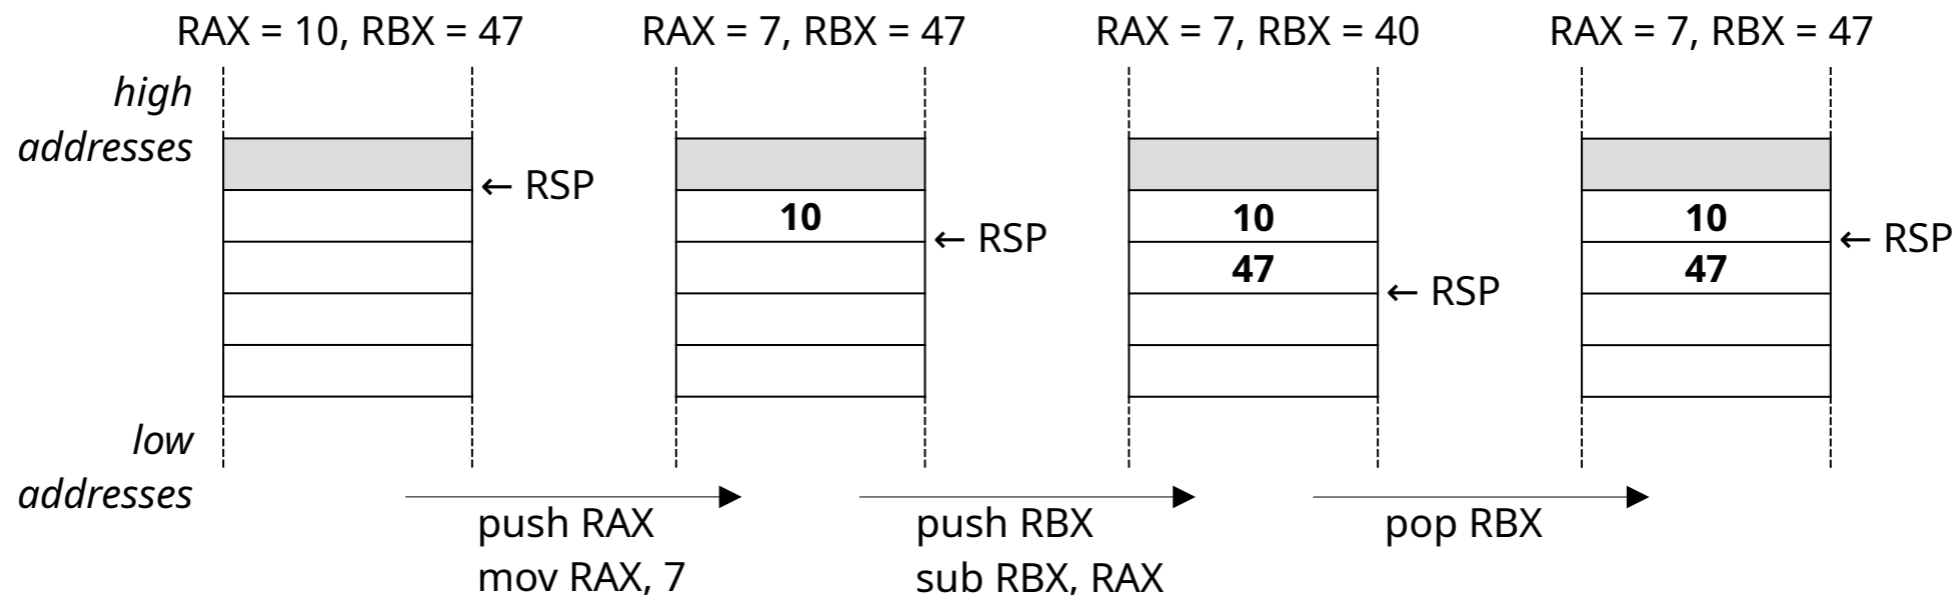 RAX = 10, RBX = 47
RAX = 7, RBX = 47
RAX = 7, RBX = 40
RAX = 7, RBX = 47
high
addresses
← RSP
10
← RSP
10
47
← RSP
10
47
← RSP
low
addresses
push RAX
mov RAX, 7
push RBX
sub RBX, RAX
pop RBX